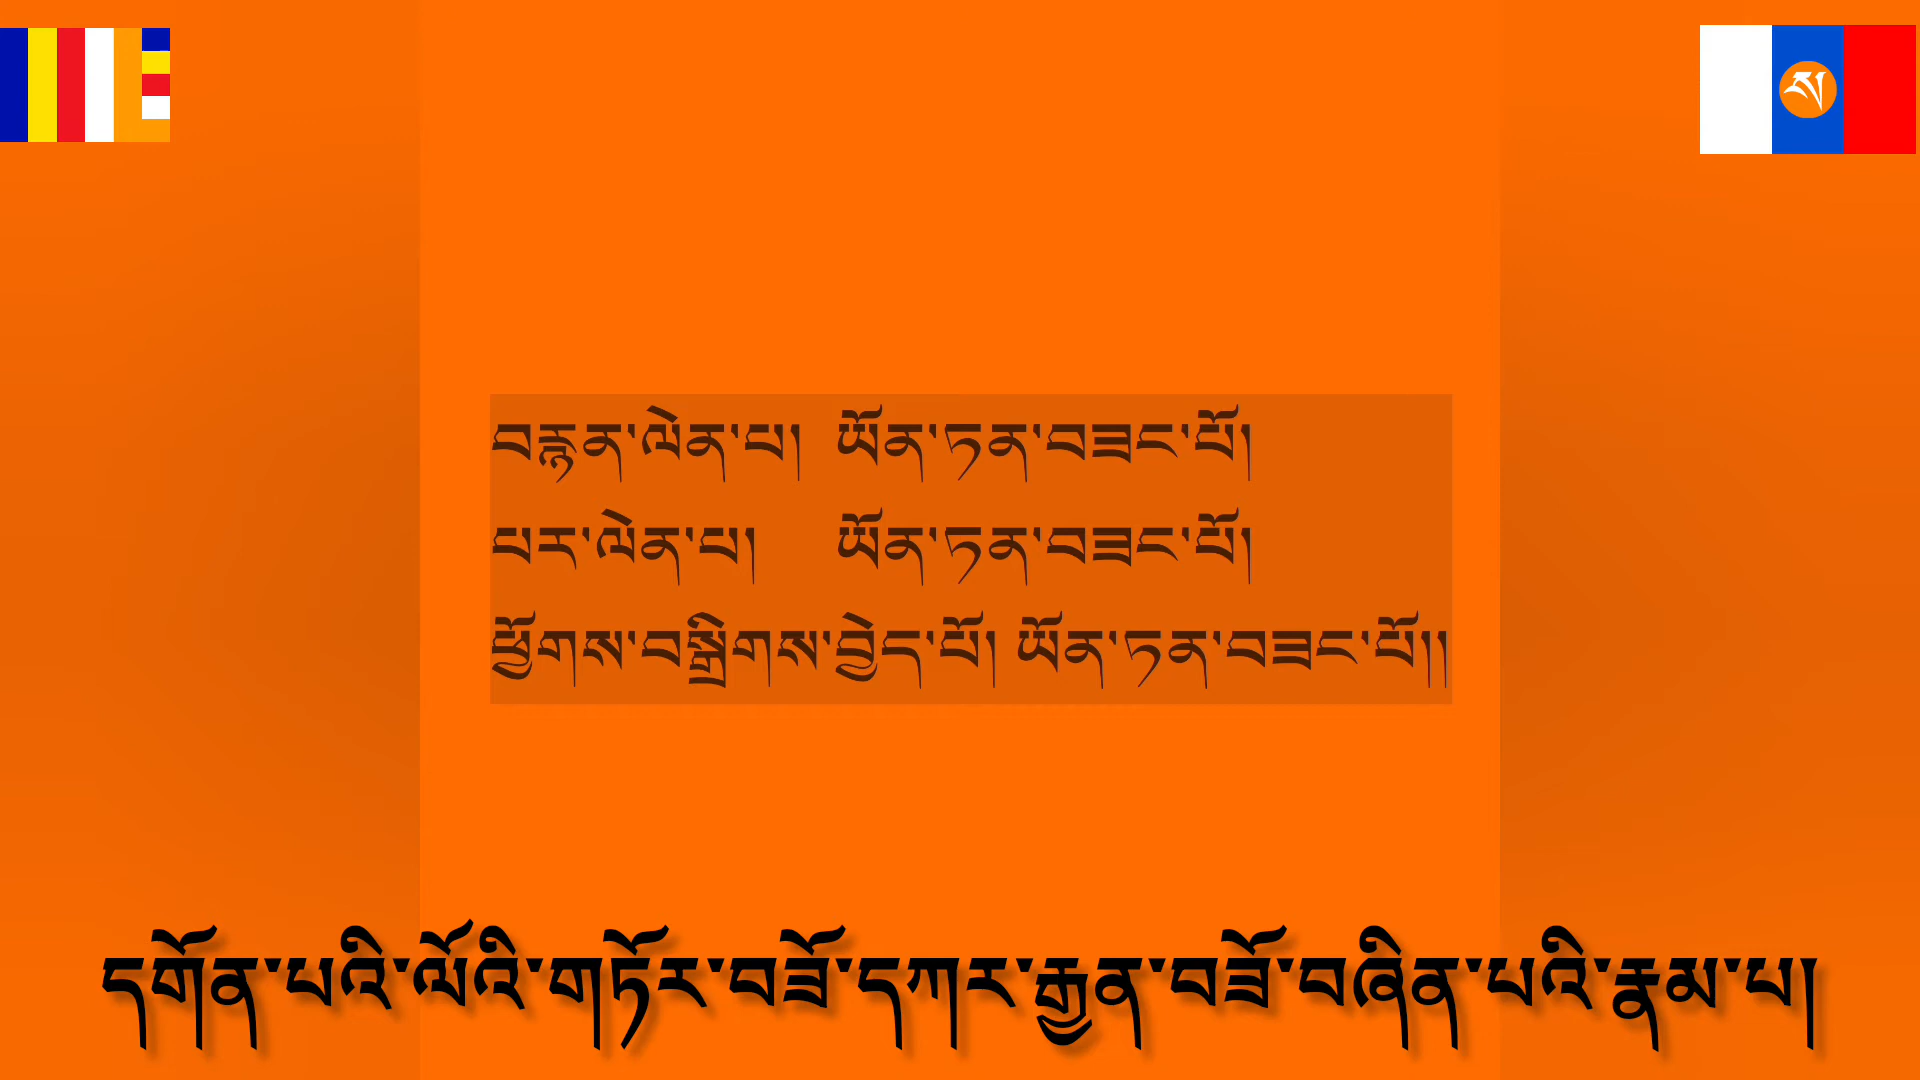 བརྙན་ལེན་པ། ཡོན་ཏན་བཟང་པོ།
པར་ལེན་པ། ཡོན་ཏན་བཟང་པོ།
ཕྱོགས་བསྒྲིགས་བྱེད་པོ། ཡོན་ཏན་བཟང་པོ།།
དགོན་པའི་ལོའི་གཏོར་བཟོ་དཀར་རྒྱན་བཟོ་བཞིན་པའི་རྣམ་པ།